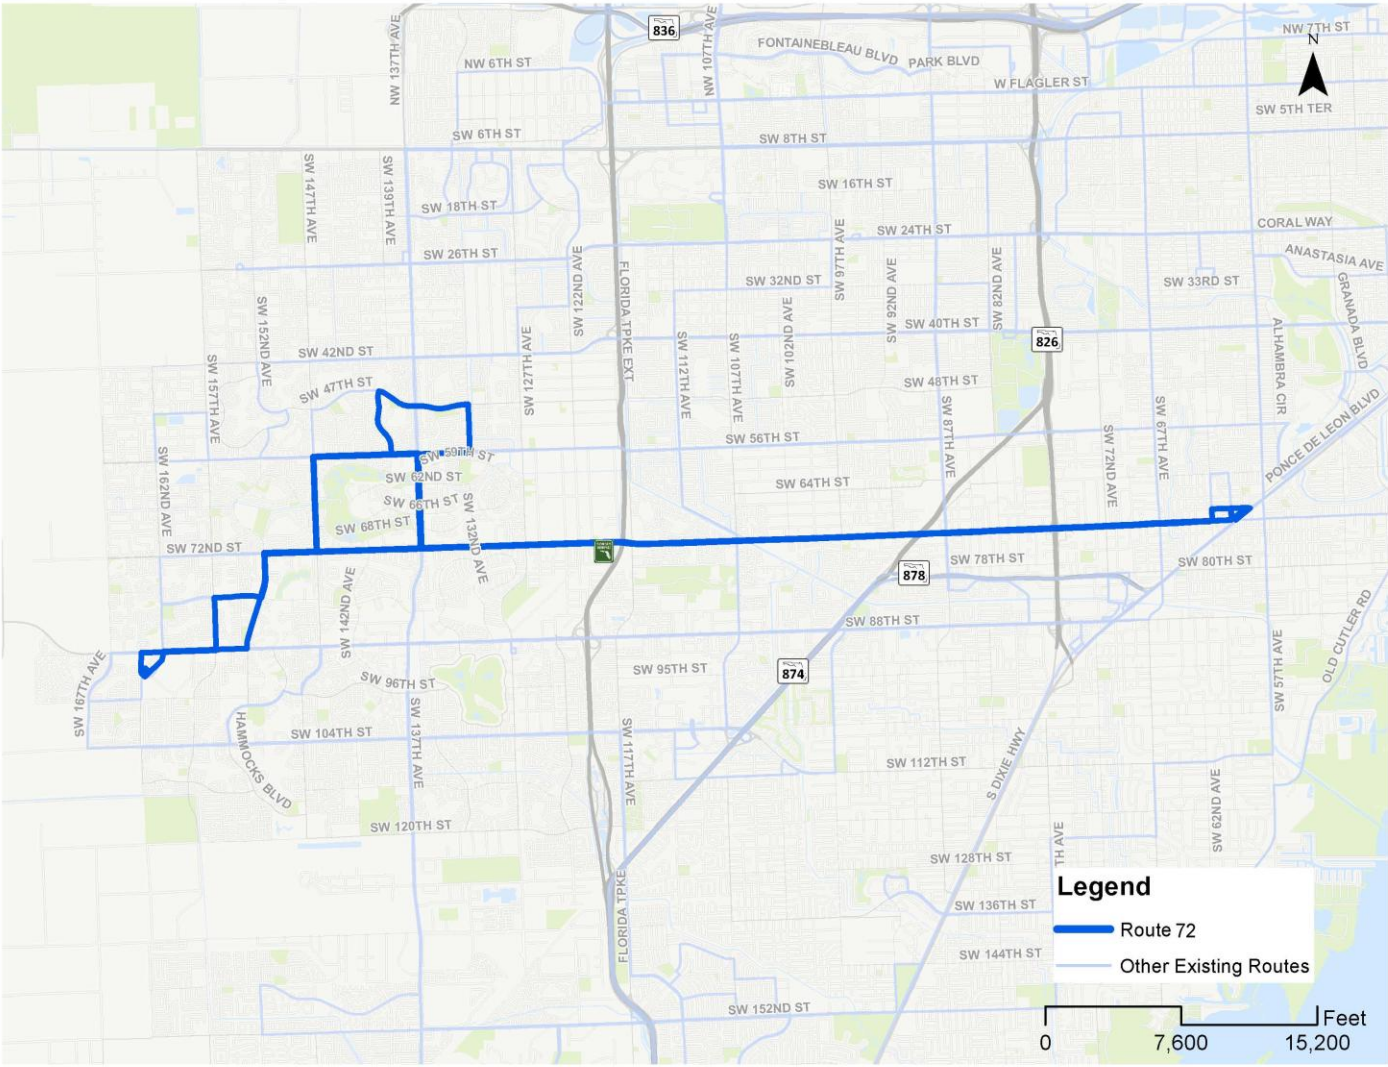 836
NW 7TH ST
N
NW 137TH AVE
NW 107TH AVE
FONTAINEBLEAU BLVD
PARK BLVD
NW 6TH ST
W FLAGLER ST
SW 5TH TER
SW 6TH ST
SW 8TH ST
SW 147TH AVE
SW 139TH AVE
SW 16TH ST
SW 18TH ST
CORAL WAY
SW 24TH ST
SW 26TH ST
ANASTASIA AVE
SW 122ND AVE
FLORIDA TPKE EXT
SW 97TH AVE
SW 92ND AVE
SW 82ND AVE
SW 32ND ST
SW 33RD ST
GRANADA BLVD
SW 152ND AVE
SW 102ND AVE
SW 40TH ST
826
ALHAMBRA CIR
SW 127TH AVE
SW 112TH AVE
SW 107TH AVE
SW 42ND ST
SW 157TH AVE
SW 47TH ST
SW 48TH ST
SW 87TH AVE
SW 67TH AVE
SW 72ND AVE
PONCE DE LEON BLVD
SW 56TH ST
SW 162ND AVE
SW 59TH ST
SW 62ND ST
SW 64TH ST
SW 66TH ST
SW 68TH ST
SW 132ND AVE
SW 72ND ST
SW 78TH ST
SW 80TH ST
878
SW 142ND AVE
OLD CUTLER RD
SW 88TH ST
SW 167TH AVE
SW 95TH ST
874
SW 96TH ST
SW 57TH AVE
SW 137TH AVE
HAMMOCKS BLVD
SW 104TH ST
SW 117TH AVE
S DIXIE HWY
SW 112TH ST
SW 62ND AVE
SW 120TH ST
TH AVE
SW 128TH ST
FLORIDA TPKE
SW 136TH ST
SW 144TH ST
SW 152ND ST
Legend
Route 72
Other Existing Routes
Feet
0 7,600 15,200